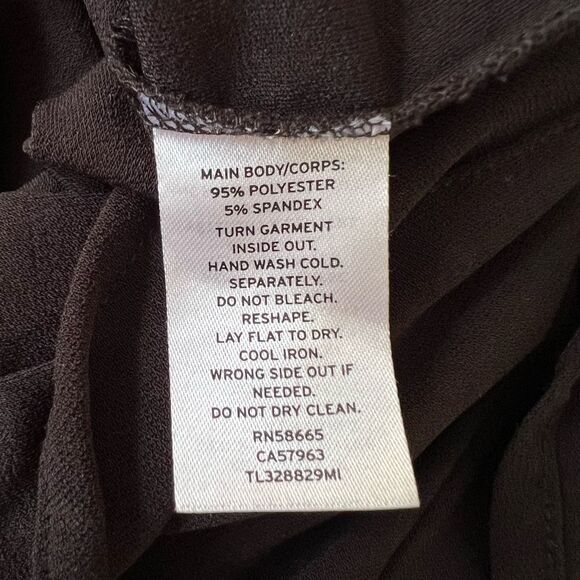 MAIN BODY/CORPS:
95% POLYESTER
5% SPANDEX
TURN GARMENT
INSIDE OUT.
HAND WASH COLD.
SEPARATELY.
DO NOT BLEACH.
RESHAPE.
LAY FLAT TO DRY.
COOL IRON.
WRONG SIDE OUT IF
NEEDED.
DO NOT DRY CLEAN.
RN58665
CA57963
TL328829MI